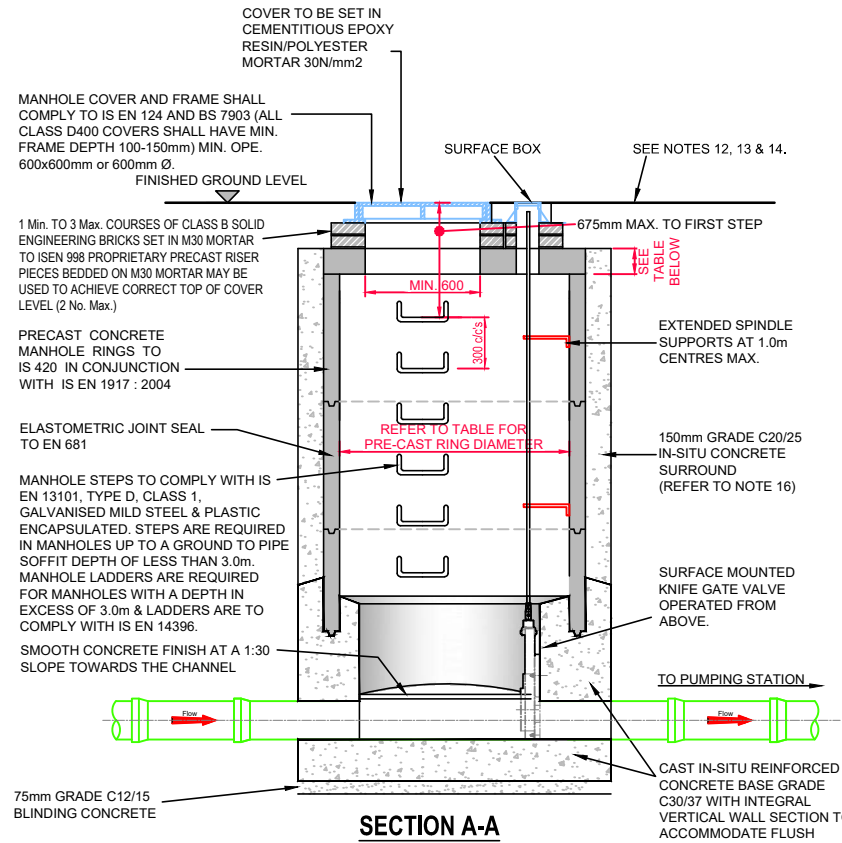 COVER TO BE SET IN
CEMENTITIOUS EPOXY
RESIN/POLYESTER
MORTAR 30N/mm2
MANHOLE COVER AND FRAME SHALL
COMPLY TO IS EN 124 AND BS 7903 (ALL
CLASS D400 COVERS SHALL HAVE MIN.
FRAME DEPTH 100-150mm) MIN. OPE.
600x600mm or 600mm Ø.
FINISHED GROUND LEVEL
SURFACE BOX
SEE NOTES 12, 13 & 14.
1 Min. TO 3 Max. COURSES OF CLASS B SOLID
ENGINEERING BRICKS SET IN M30 MORTAR
TO ISEN 998 PROPRIETARY PRECAST RISER
PIECES BEDDED ON M30 MORTAR MAY BE
USED TO ACHIEVE CORRECT TOP OF COVER
LEVEL (2 No. Max.)
675mm MAX. TO FIRST STEP
SEE
TABLE
BELOW
MIN. 600
300 c/c's
PRECAST CONCRETE
MANHOLE RINGS TO
IS 420 IN CONJUNCTION
WITH IS EN 1917 : 2004
EXTENDED SPINDLE
SUPPORTS AT 1.0m
CENTRES MAX.
ELASTOMETRIC JOINT SEAL
TO EN 681
REFER TO TABLE FOR
PRE-CAST RING DIAMETER
150mm GRADE C20/25
IN-SITU CONCRETE
SURROUND
(REFER TO NOTE 16)
MANHOLE STEPS TO COMPLY WITH IS
EN 13101, TYPE D, CLASS 1,
GALVANISED MILD STEEL & PLASTIC
ENCAPSULATED. STEPS ARE REQUIRED
IN MANHOLES UP TO A GROUND TO PIPE
SOFFIT DEPTH OF LESS THAN 3.0m.
MANHOLE LADDERS ARE REQUIRED
FOR MANHOLES WITH A DEPTH IN
EXCESS OF 3.0m & LADDERS ARE TO
COMPLY WITH IS EN 14396.
SURFACE MOUNTED
KNIFE GATE VALVE
OPERATED FROM
ABOVE.
SMOOTH CONCRETE FINISH AT A 1:30
SLOPE TOWARDS THE CHANNEL
TO PUMPING STATION
Flow
Flow
75mm GRADE C12/15
BLINDING CONCRETE
CAST IN-SITU REINFORCED
CONCRETE BASE GRADE
C30/37 WITH INTEGRAL
VERTICAL WALL SECTION TO
ACCOMMODATE FLUSH
SECTION A-A